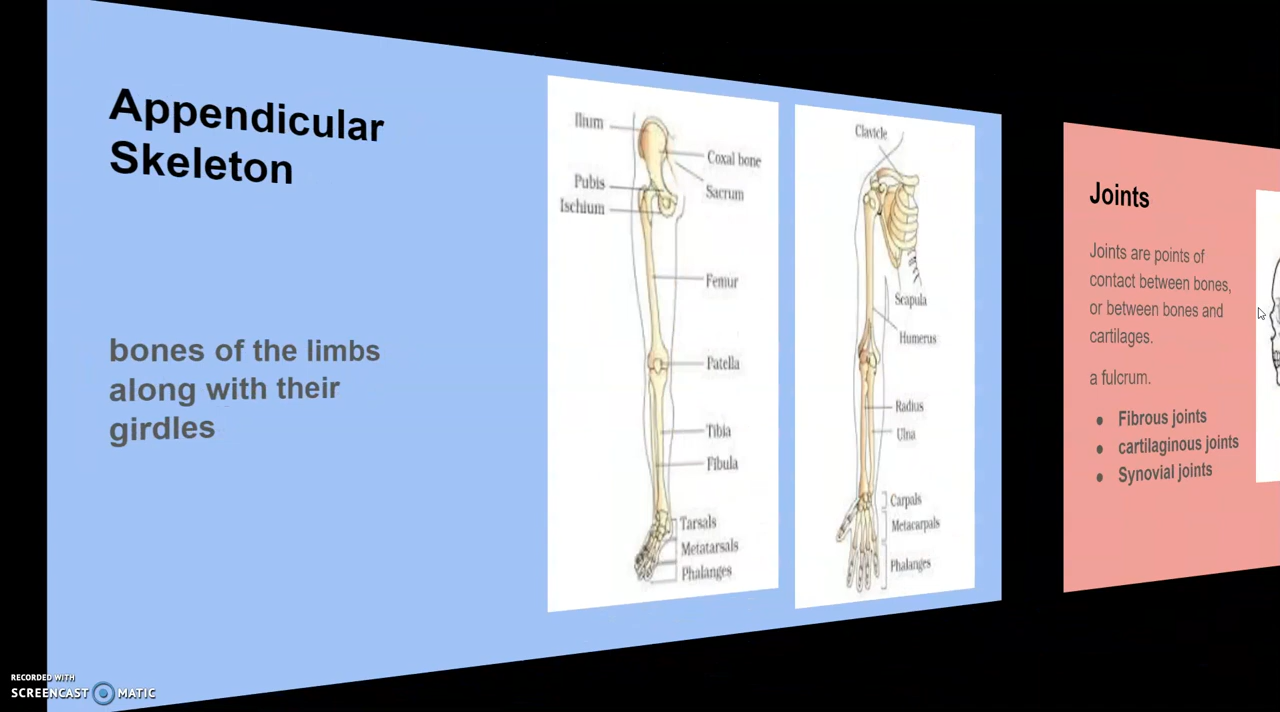 Appendicular
Skeleton
bones of the limbs
along with their
girdles
Ilium
Coxal bone
Pubis
Sacrum
Ischium
Femur
Patella
Tibia
Fibula
Tarsals
Metatarsals
Phalanges
Clavicle
Scapula
Humerus
Radius
Ulna
Carpals
Metacarpals
Phalanges
Joints
Joints are points of
contact between bones,
or between bones and
cartilages.
a fulcrum.
● Fibrous joints
● cartilaginous joints
● Synovial joints
RECORDED WITH
SCREENCAST MATIC